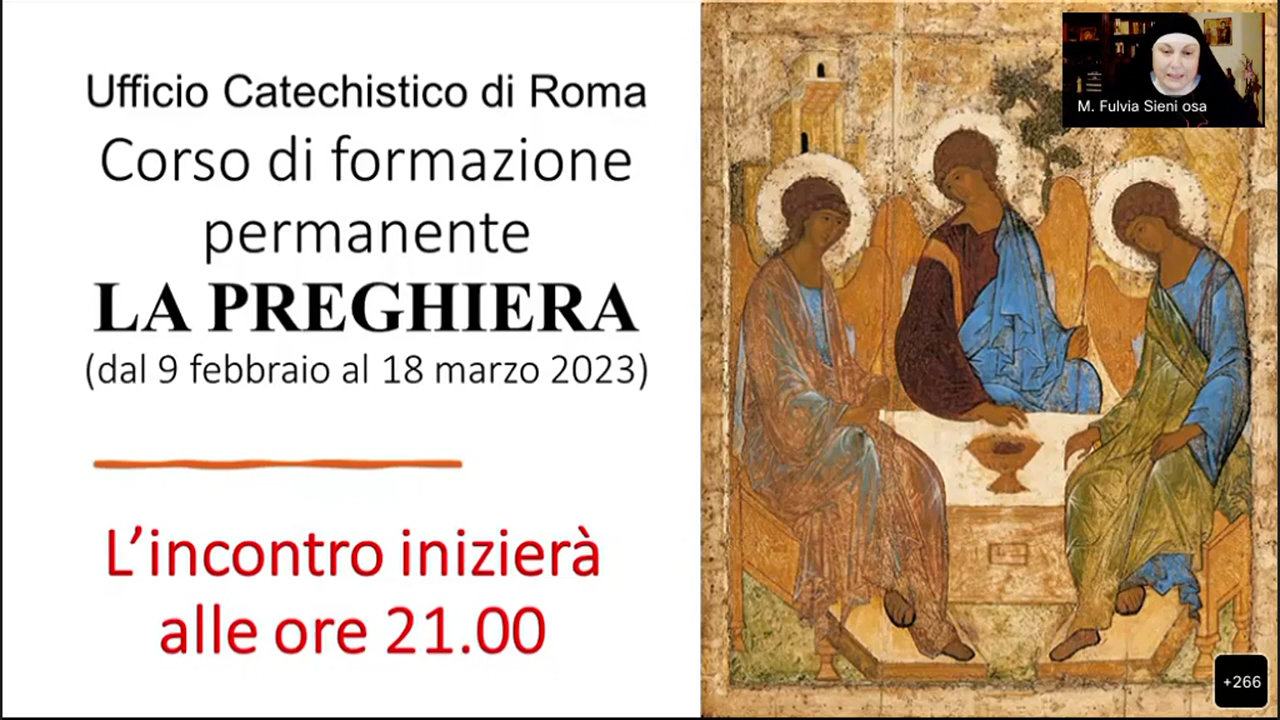 Ufficio Catechistico di Roma
Corso di formazione
permanente
LA PREGHIERA
(dal 9 febbraio al 18 marzo 2023)
L’incontro inizierà
alle ore 21.00
M. Fulvia Sieni osa
+266